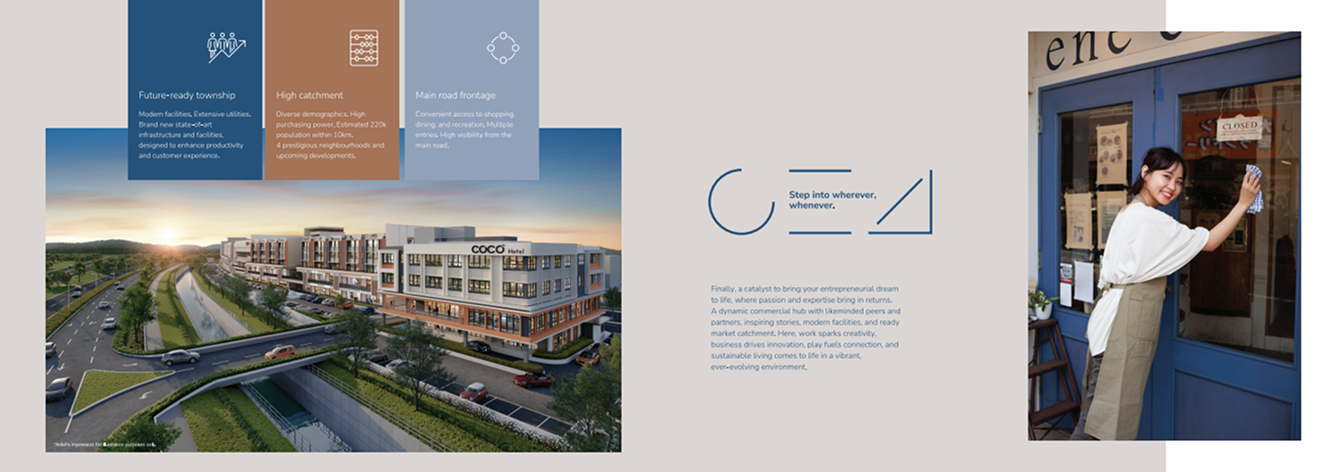 Future-ready township
Modern facilities. Extensive utilities.
Brand new state-of-art
infrastructure and facilities,
designed to enhance productivity
and customer experience.
High catchment
Diverse demographics. High
purchasing power. Estimated 220k
population within 10km.
4 prestigious neighbourhoods and
upcoming developments.
Main road frontage
Convenient access to shopping,
dining, and recreation. Multiple
entries. High visibility from the
main road.
COCO Hotel
*Artist's impression for illustrative purposes only.
Step into wherever,
whenever.
Finally, a catalyst to bring your entrepreneurial dream
to life, where passion and expertise bring in returns.
A dynamic commercial hub with likeminded peers and
partners, inspiring stories, modern facilities, and ready
market catchment. Here, work sparks creativity,
business drives innovation, play fuels connection, and
sustainable living comes to life in a vibrant,
ever-evolving environment.
CLOSED